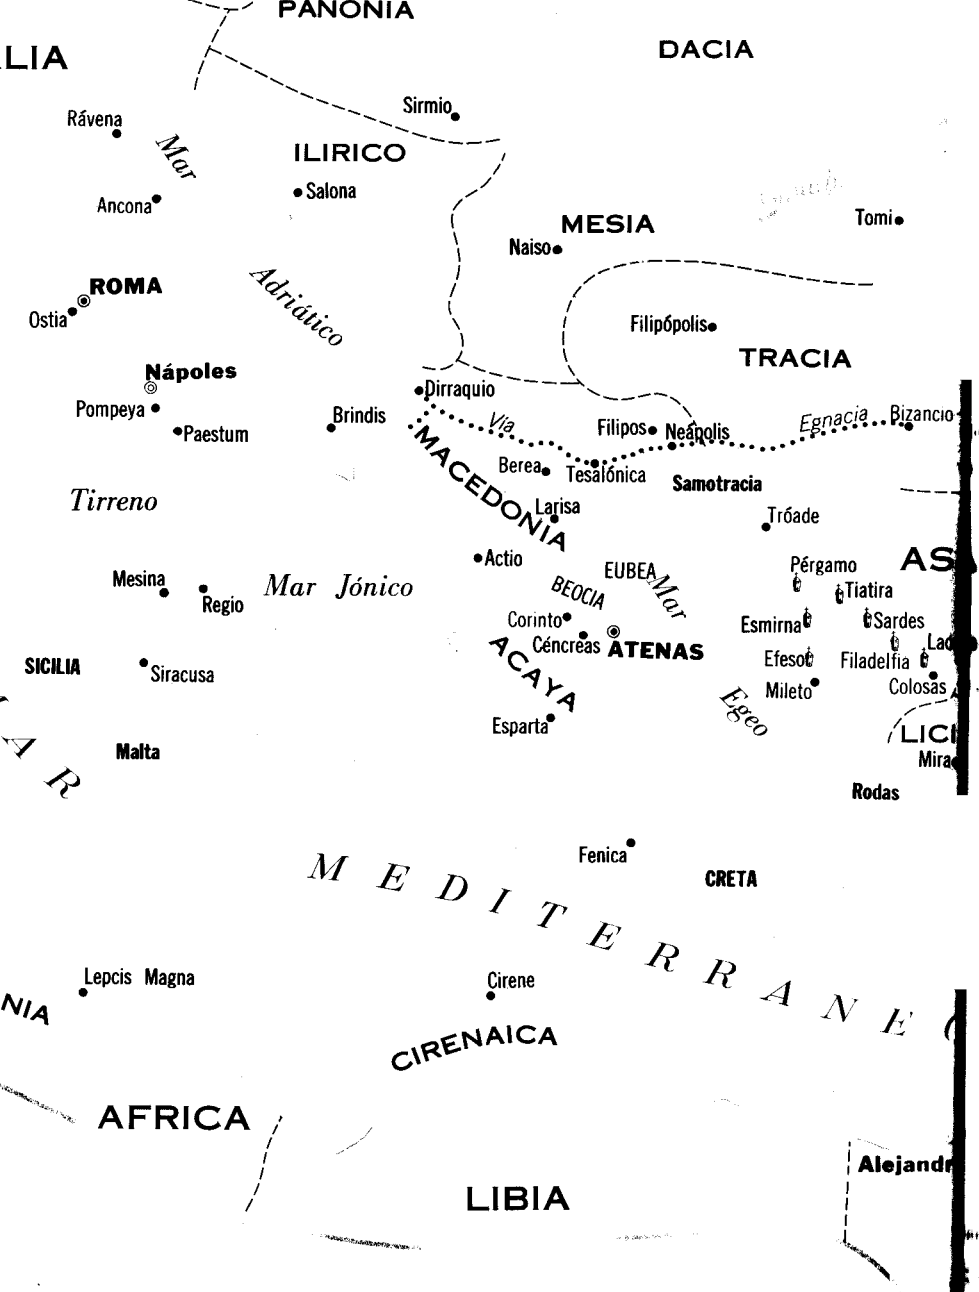 PANONIA
DACIA
LIA
Sirmio
Rávena
Mar
ILIRICO
Salona
Ancona
MESIA
Tomi
Naiso
ROMA
Adriático
Ostia
Filipópolis
TRACIA
Nápoles
Dirraquio
Pompeya
Brindis
Paestum
Vía
Filipos
Neápolis
Egnacia
Bizancio
MACEDONIA
Berea
Tesalónica
Samotracia
Tirreno
Larisa
Tróade
Actio
AS
Mesina
Regio
Mar Jónico
EUBEA
Mar
BEOCIA
Pérgamo
Tiatira
Corinto
Esmirna
Sardes
Céncreas
ATENAS
Lao
SICILIA
Siracusa
ACAYA
Efeso
Filadelfia
Mileto
Colosas
Egeo
Esparta
LICI
AR
Malta
Mira
Rodas
Fenica
CRETA
MEDITERRANEO
Lepcis Magna
Cirene
NIA
CIRENAICA
AFRICA
Alejandr
LIBIA